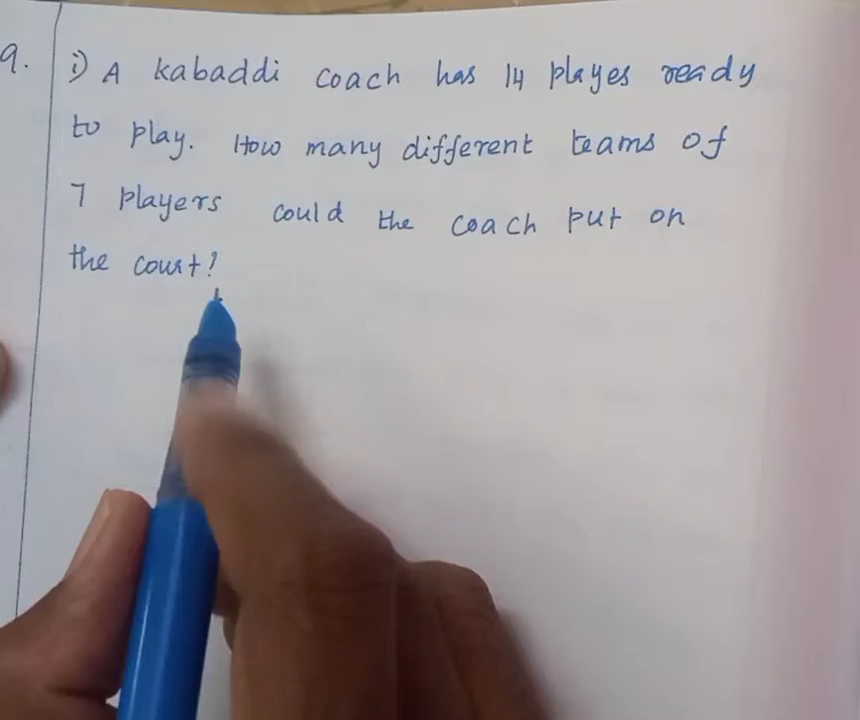 9. i) A kabaddi coach has 14 playes ready
to play. How many different teams of
7 players could the coach put on
the court?